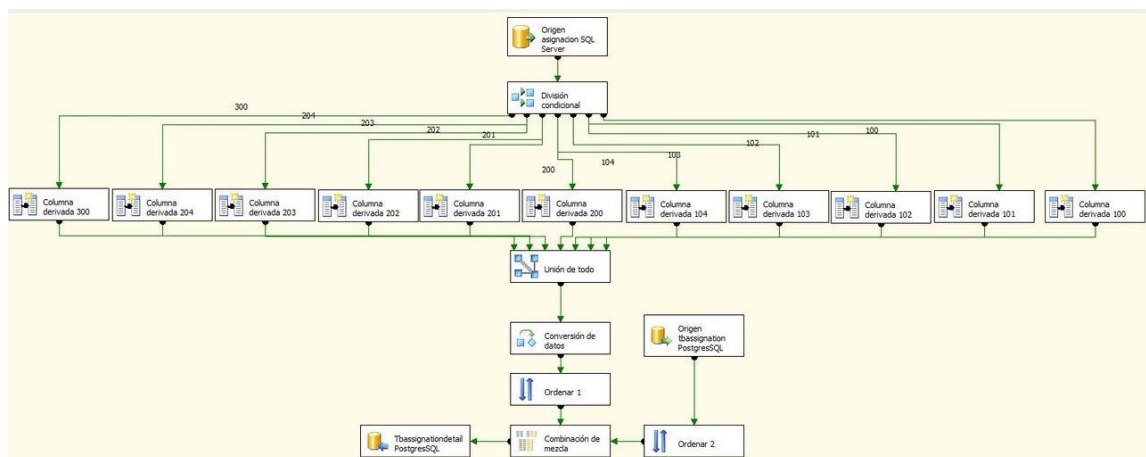 Origen
asignacion SQL
Server
División
condicional
300
204
203
202
201
200
104
103
102
101
100
Columna
derivada 300
Columna
derivada 204
Columna
derivada 203
Columna
derivada 202
Columna
derivada 201
Columna
derivada 200
Columna
derivada 104
Columna
derivada 103
Columna
derivada 102
Columna
derivada 101
Columna
derivada 100
Unión de todo
Conversión de
datos
Origen
tbassignation
PostgresSQL
Ordenar 1
Tbassignationdetail
PostgresSQL
Combinación de
mezcla
Ordenar 2